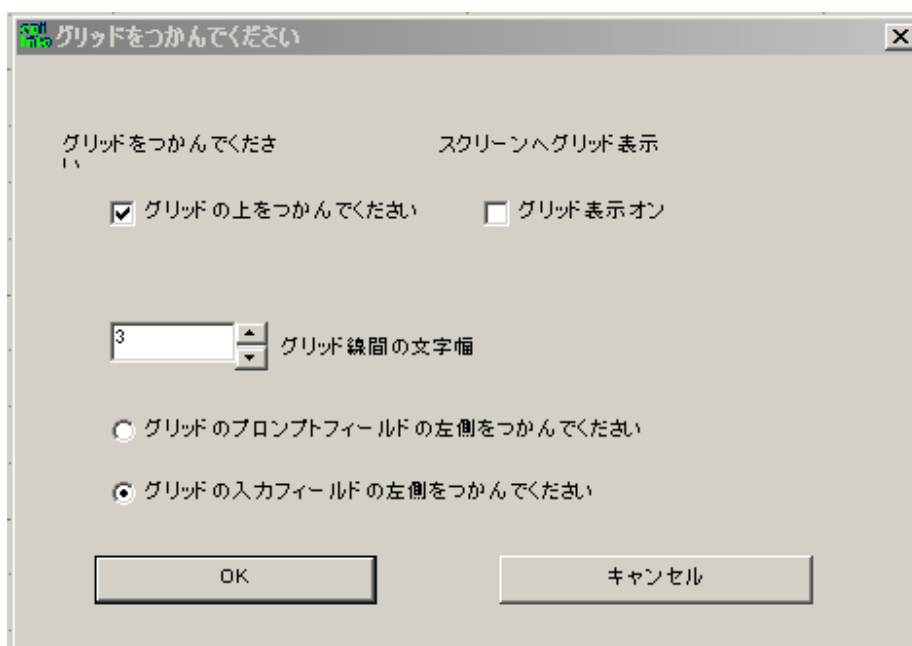 グリッドをつかんでください
グリッドをつかんでくださ
い
スクリーンへグリッド表示
グリッドの上をつかんでください
グリッド表示オン
3
グリッド線間の文字幅
グリッドのプロンプトフィールドの左側をつかんでください
グリッドの入力フィールドの左側をつかんでください
OK
キャンセル